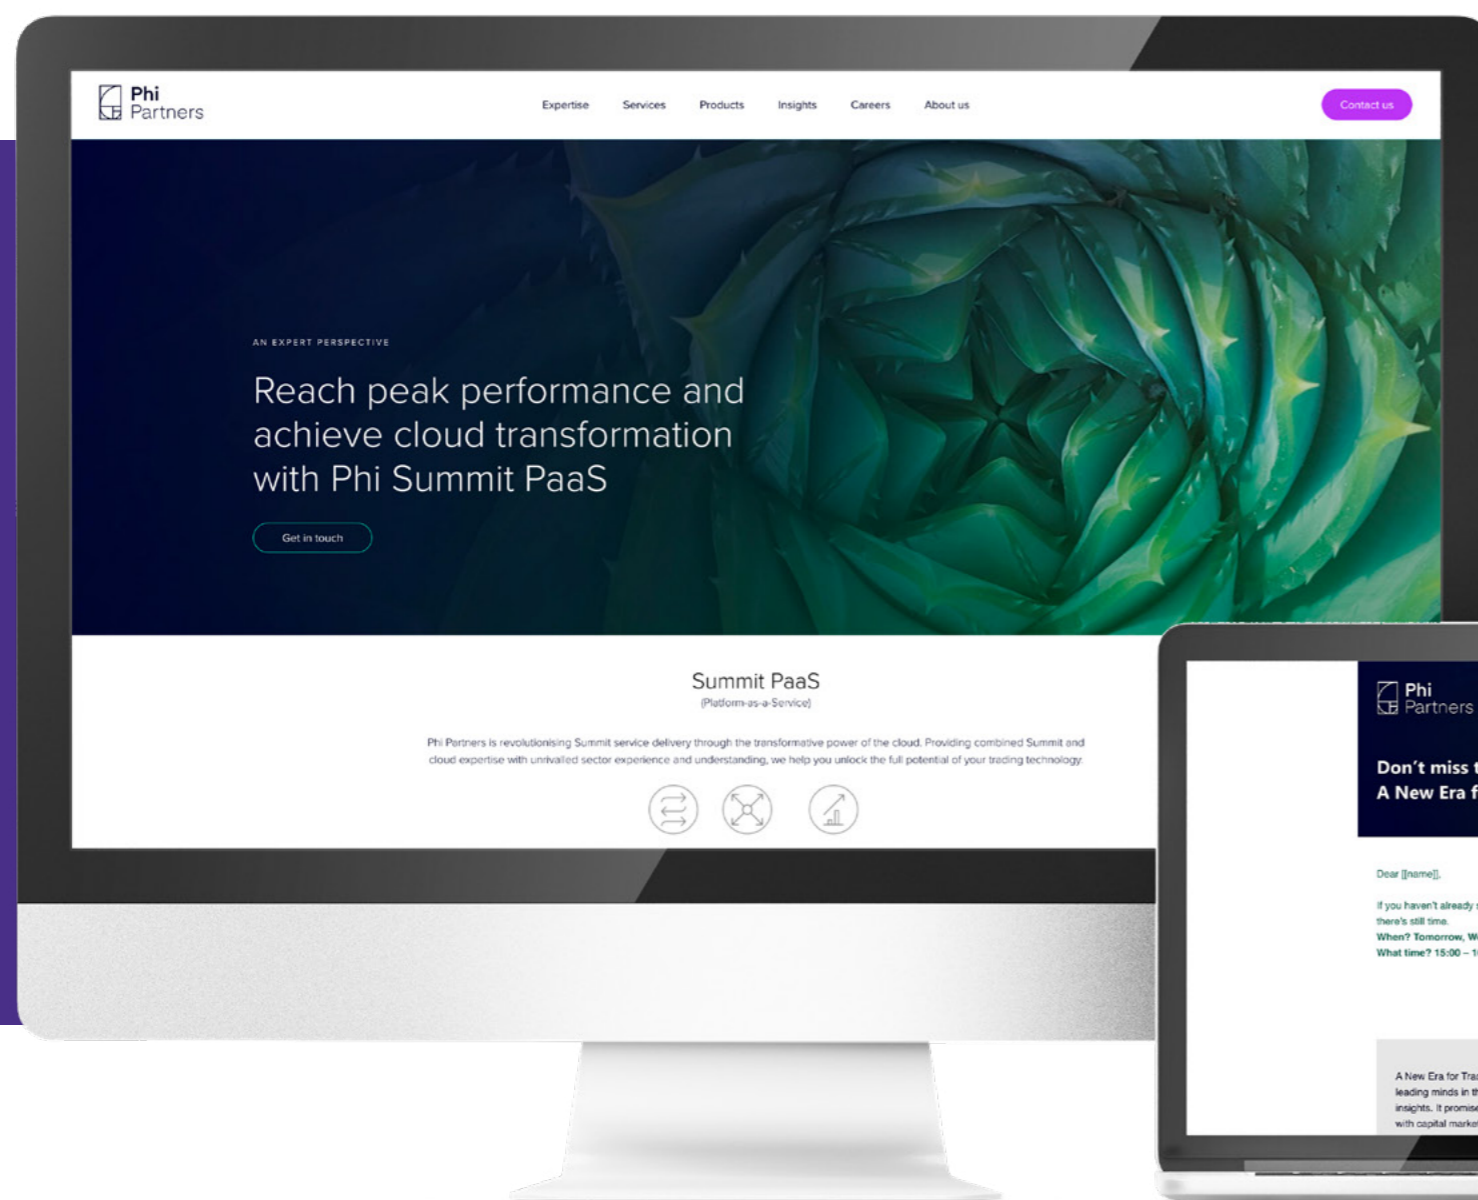 Phi
Partners
Expertise
Services
Products
Insights
Careers
About us
Contact us
AN EXPERT PERSPECTIVE
Reach peak performance and
achieve cloud transformation
with Phi Summit PaaS
Get in touch
Summit PaaS
(Platform-as-a-Service)
Phi Partners is revolutionising Summit service delivery through the transformative power of the cloud. Providing combined Summit and
cloud expertise with unrivalled sector experience and understanding, we help you unlock the full potential of your trading technology.
Phi
Partners
Don't miss
A New Era
Dear [[name]],
If you haven't already
there's still time.
When? Tomorrow,
What time? 15:00 –
A New Era for
leading minds in
insights. It
with capital